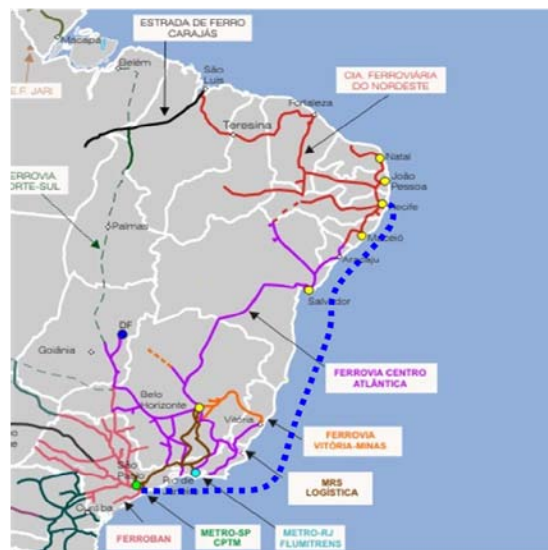 ESTRADA DE FERRO
CARAJÁS
Macapá
Belém
E.F. JARI
São
Luis
Fortaleza
CIA. FERROVIÁRIA
DO NORDESTE
Teresina
Natal
João
Pessoa
FERROVIA
NORTE-SUL
Recife
Palmas
Maceió
Aracaju
Salvador
DF
Goiânia
FERROVIA CENTRO
ATLÂNTICA
Belo
Horizonte
Vitória
FERROVIA
VITÓRIA-MINAS
São
Paulo
Rio de
MRS
LOGÍSTICA
Curitiba
FERROBAN
METRO-SP
CPTM
METRO-RJ
FLUMITRENS